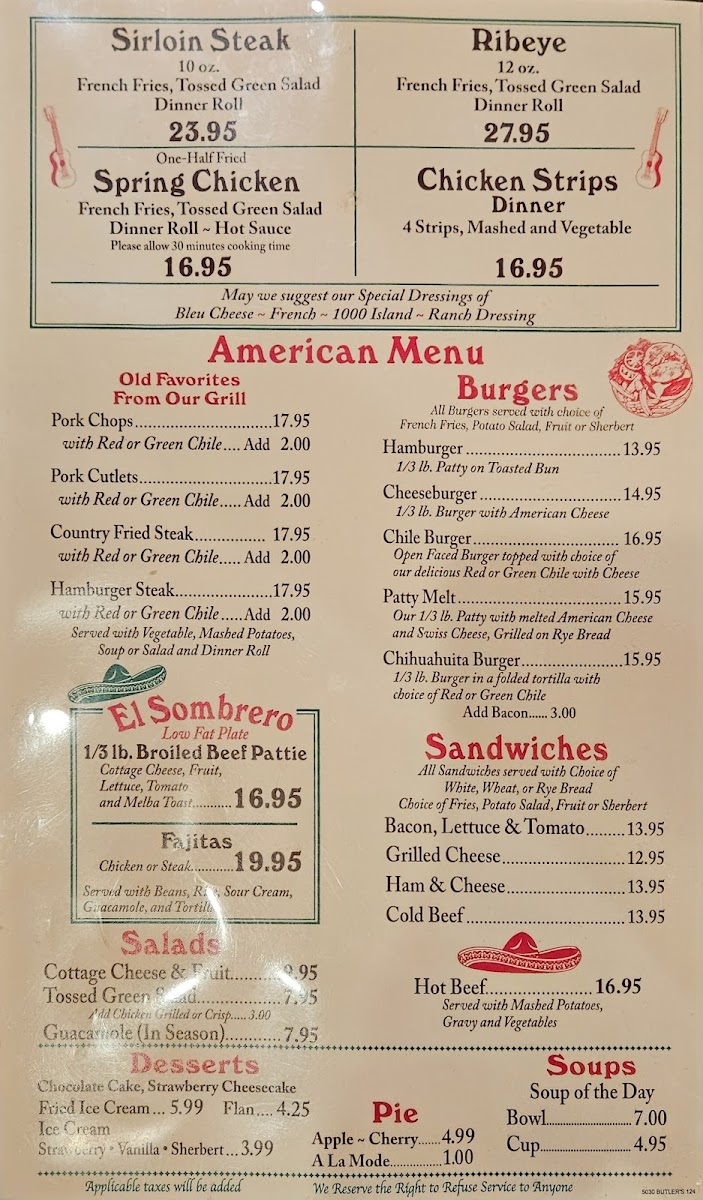 Sirloin Steak
10 oz.
French Fries, Tossed Green Salad
Dinner Roll
23.95
Ribeye
12 oz.
French Fries, Tossed Green Salad
Dinner Roll
27.95
One-Half Fried
Spring Chicken
French Fries, Tossed Green Salad
Dinner Roll ~ Hot Sauce
Please allow 30 minutes cooking time
16.95
Chicken Strips
Dinner
4 Strips, Mashed and Vegetable
16.95
May we suggest our Special Dressings of
Bleu Cheese ~ French ~ 1000 Island ~ Ranch Dressing
American Menu
Old Favorites
From Our Grill
Pork Chops.............................17.95
with Red or Green Chile.... Add 2.00
Pork Cutlets............................17.95
with Red or Green Chile..... Add 2.00
Country Fried Steak................ 17.95
with Red or Green Chile..... Add 2.00
Hamburger Steak.....................17.95
with Red or Green Chile .....Add 2.00
Served with Vegetable, Mashed Potatoes,
Soup or Salad and Dinner Roll
El Sombrero
Low Fat Plate
1/3 lb. Broiled Beef Pattie
Cottage Cheese, Fruit,
Lettuce, Tomato
and Melba Toast...........16.95
Fajitas
Chicken or Steak............19.95
Served with Beans, Rice, Sour Cream,
Guacamole, and Tortilla
Salads
Cottage Cheese & Fruit.......... .95
Tossed Green Salad....................7.95
Add Chicken Grilled or Crisp.....3.00
Guacamole (In Season)............7.95
Burgers
All Burgers served with choice of
French Fries, Potato Salad, Fruit or Sherbert
Hamburger.................................13.95
1/3 lb. Patty on Toasted Bun
Cheeseburger..............................14.95
1/3 lb. Burger with American Cheese
Chile Burger............................... 16.95
Open Faced Burger topped with choice of
our delicious Red or Green Chile with Cheese
Patty Melt...................................15.95
Our 1/3 lb. Patty with melted American Cheese
and Swiss Cheese, Grilled on Rye Bread
Chihuahuita Burger.....................15.95
1/3 lb. Burger in a folded tortilla with
choice of Red or Green Chile
Add Bacon...... 3.00
Sandwiches
All Sandwiches served with Choice of
White, Wheat, or Rye Bread
Choice of Fries, Potato Salad, Fruit or Sherbert
Bacon, Lettuce & Tomato........13.95
Grilled Cheese..........................12.95
Ham & Cheese.........................13.95
Cold Beef.................................13.95
Hot Beef......................16.95
Served with Mashed Potatoes,
Gravy and Vegetables
Desserts
Chocolate Cake, Strawberry Cheesecake
Fried Ice Cream ... 5.99 Flan.... 4.25
Ice Cream
Strawberry • Vanilla • Sherbert...3.99
Pie
Apple ~ Cherry......4.99
A La Mode..................1.00
Soups
Soup of the Day
Bowl............................7.00
Cup.............................4.95
Applicable taxes will be added
We Reserve the Right to Refuse Service to Anyone
5030 BUTLER'S 124